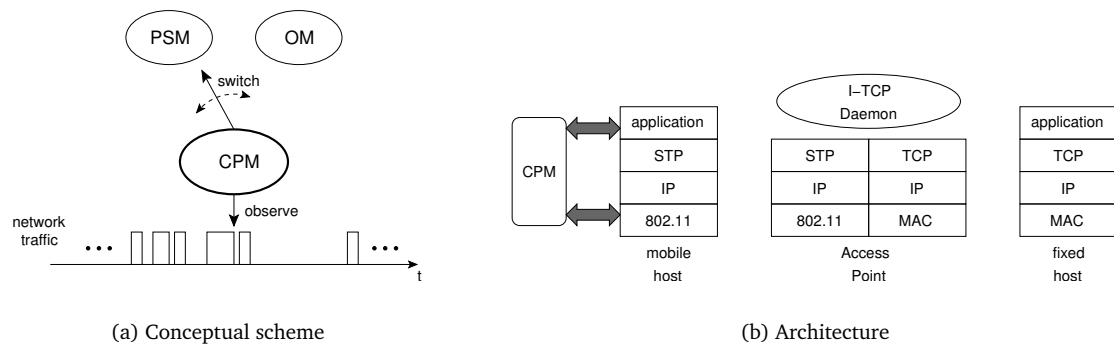 PSM
OM
switch
CPM
observe
network
traffic
t
(a) Conceptual scheme
I-TCP
Daemon
CPM
application
STP
IP
802.11
mobile
host
STP TCP
IP IP
802.11 MAC
Access
Point
application
TCP
IP
MAC
fixed
host
(b) Architecture